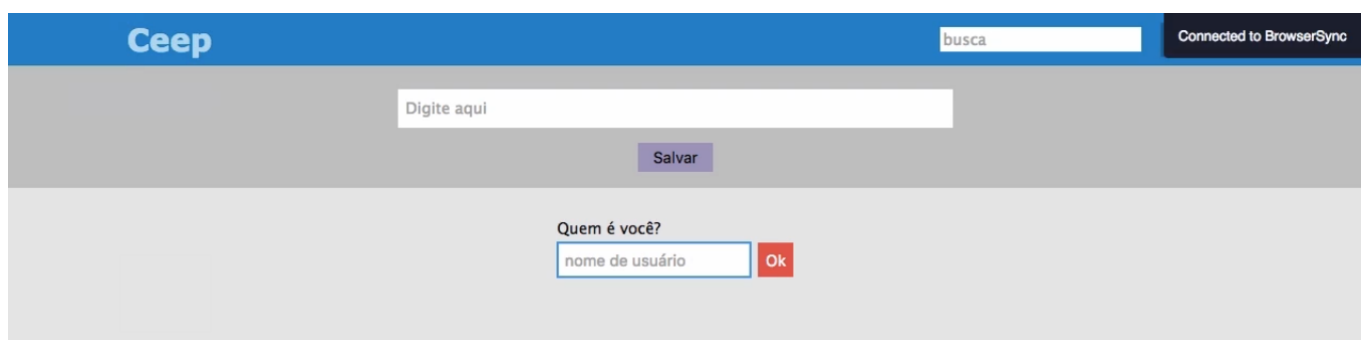 Ceep
busca
Connected to BrowserSync
Digite aqui
Salvar
Quem é você?
nome de usuário
Ok